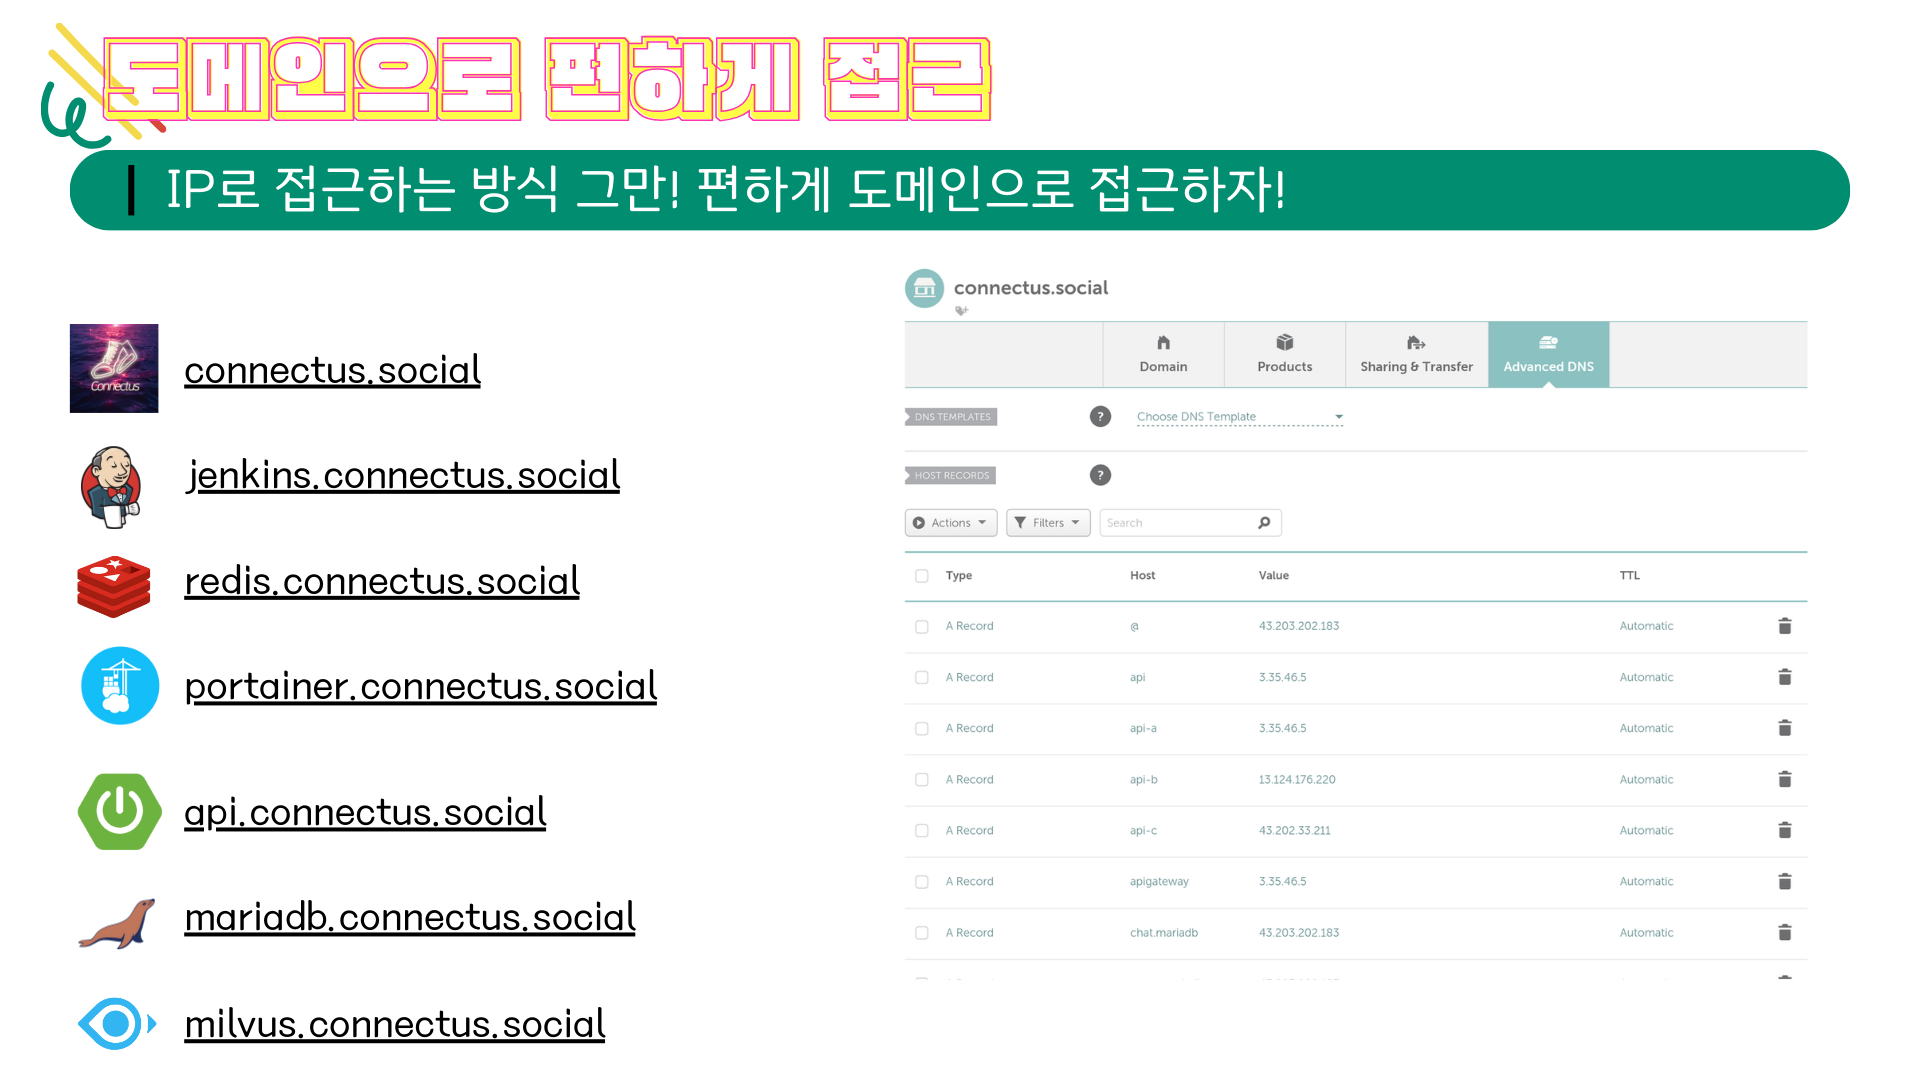 도메인으로 편하게 접근
IP로 접근하는 방식 그만! 편하게 도메인으로 접근하자!
Connectus
connectus.social
jenkins.connectus.social
redis.connectus.social
portainer.connectus.social
api.connectus.social
mariadb.connectus.social
milvus.connectus.social
connectus.social
Domain Products Sharing & Transfer Advanced DNS
DNS TEMPLATES ? Choose DNS Template
HOST RECORDS ?
Actions Filters Search
Type Host Value TTL
A Record @ 43.203.202.183 Automatic
A Record api 3.35.46.5 Automatic
A Record api-a 3.35.46.5 Automatic
A Record api-b 13.124.176.220 Automatic
A Record api-c 43.202.33.211 Automatic
A Record apigateway 3.35.46.5 Automatic
A Record chat.mariadb 43.203.202.183 Automatic